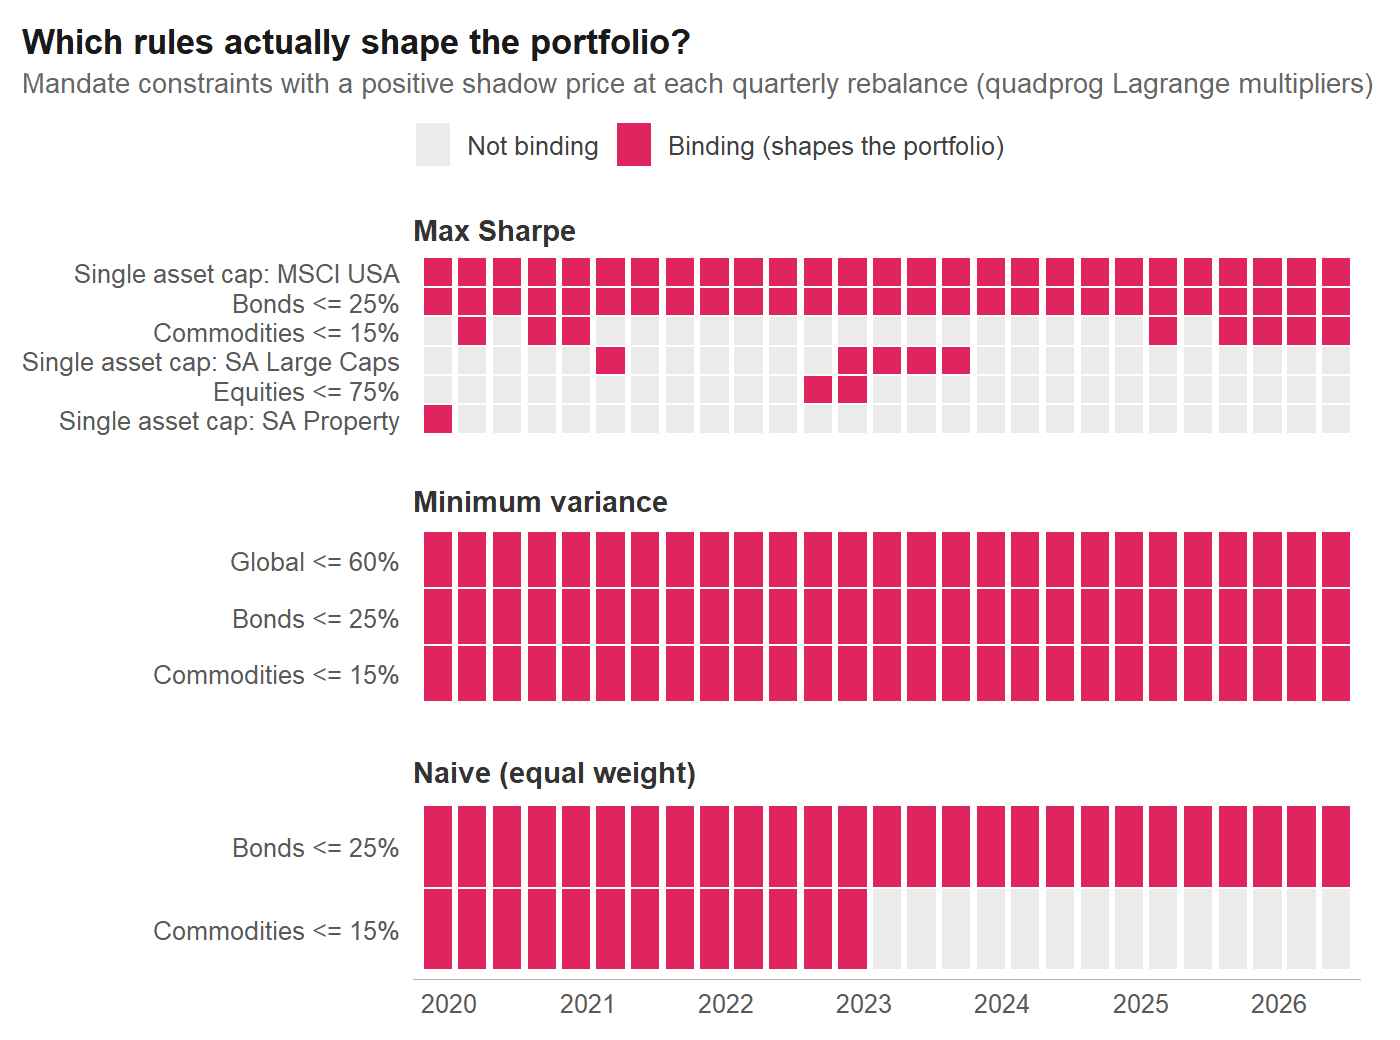 Which rules actually shape the portfolio?
Mandate constraints with a positive shadow price at each quarterly rebalance (quadprog Lagrange multipliers)
Not binding
Binding (shapes the portfolio)
Max Sharpe
Single asset cap: MSCI USA
Bonds <= 25%
Commodities <= 15%
Single asset cap: SA Large Caps
Equities <= 75%
Single asset cap: SA Property
Minimum variance
Global <= 60%
Bonds <= 25%
Commodities <= 15%
Naive (equal weight)
Bonds <= 25%
Commodities <= 15%
2020 2021 2022 2023 2024 2025 2026